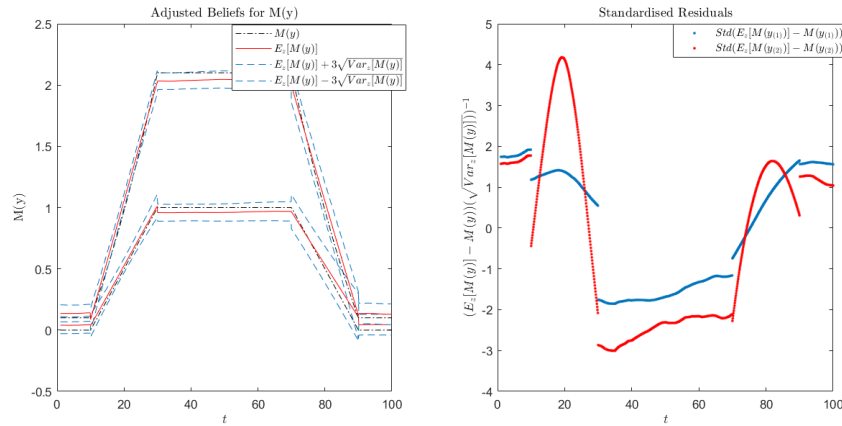 Adjusted Beliefs for M(y)
M(y)
E_z[M(y)]
E_z[M(y)] + 3√Var_z[M(y)]
E_z[M(y)] − 3√Var_z[M(y)]
2.5
2
1.5
1
0.5
0
-0.5
M(y)
0 20 40 60 80 100
t
Standardised Residuals
Std(E_z[M(y_(1))] − M(y_(1)))
Std(E_z[M(y_(2))] − M(y_(2)))
5
4
3
2
1
0
-1
-2
-3
-4
(E_z[M(y)] − M(y))(√Var_z[M(y)]))^−1
0 20 40 60 80 100
t